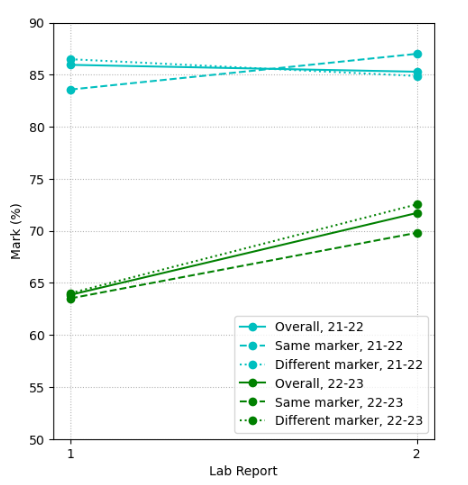 90
85
80
75
70
65
60
55
50
Mark (%)
Overall, 21-22
Same marker, 21-22
Different marker, 21-22
Overall, 22-23
Same marker, 22-23
Different marker, 22-23
1
2
Lab Report